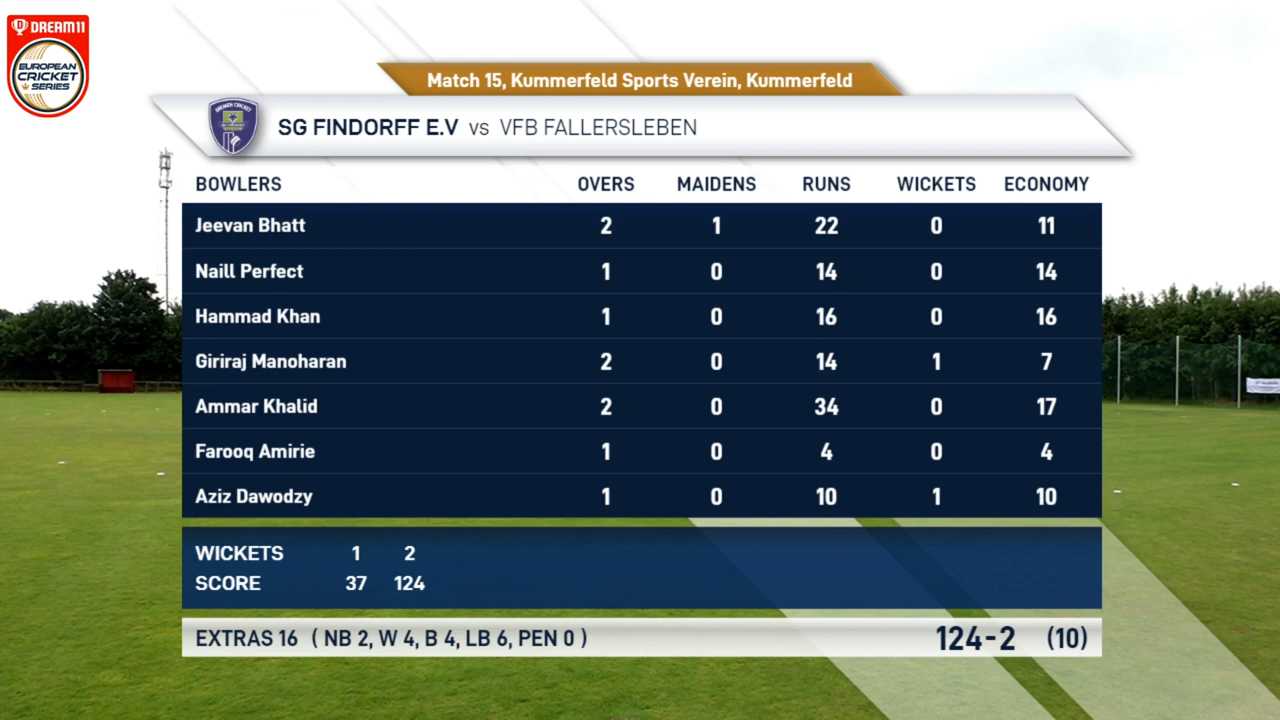 DREAM11
EUROPEAN
CRICKET
SERIES
Match 15, Kummerfeld Sports Verein, Kummerfeld
BREMEN CRICKET
SG FINDORFF E.V vs VFB FALLERSLEBEN
BOWLERS OVERS MAIDENS RUNS WICKETS ECONOMY
Jeevan Bhatt 2 1 22 0 11
Naill Perfect 1 0 14 0 14
Hammad Khan 1 0 16 0 16
Giriraj Manoharan 2 0 14 1 7
Ammar Khalid 2 0 34 0 17
Farooq Amirie 1 0 4 0 4
Aziz Dawodzy 1 0 10 1 10
WICKETS 1 2
SCORE 37 124
EXTRAS 16 ( NB 2, W 4, B 4, LB 6, PEN 0 ) 124-2 (10)